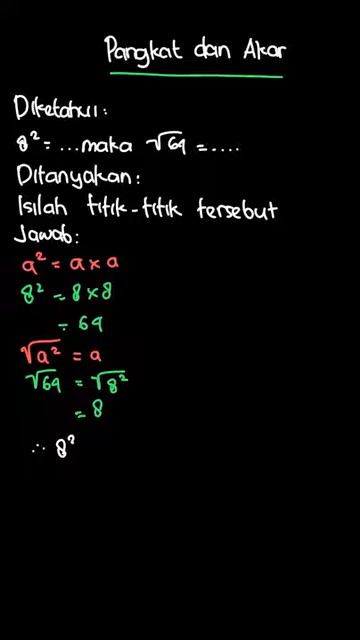 Pangkat dan Akar
Diketahui:
8² = ... maka √64 = ....
Ditanyakan:
Isilah titik-titik tersebut
Jawab:
a² = a × a
8² = 8 × 8
= 64
√a² = a
√64 = √8²
= 8
∴ 8²